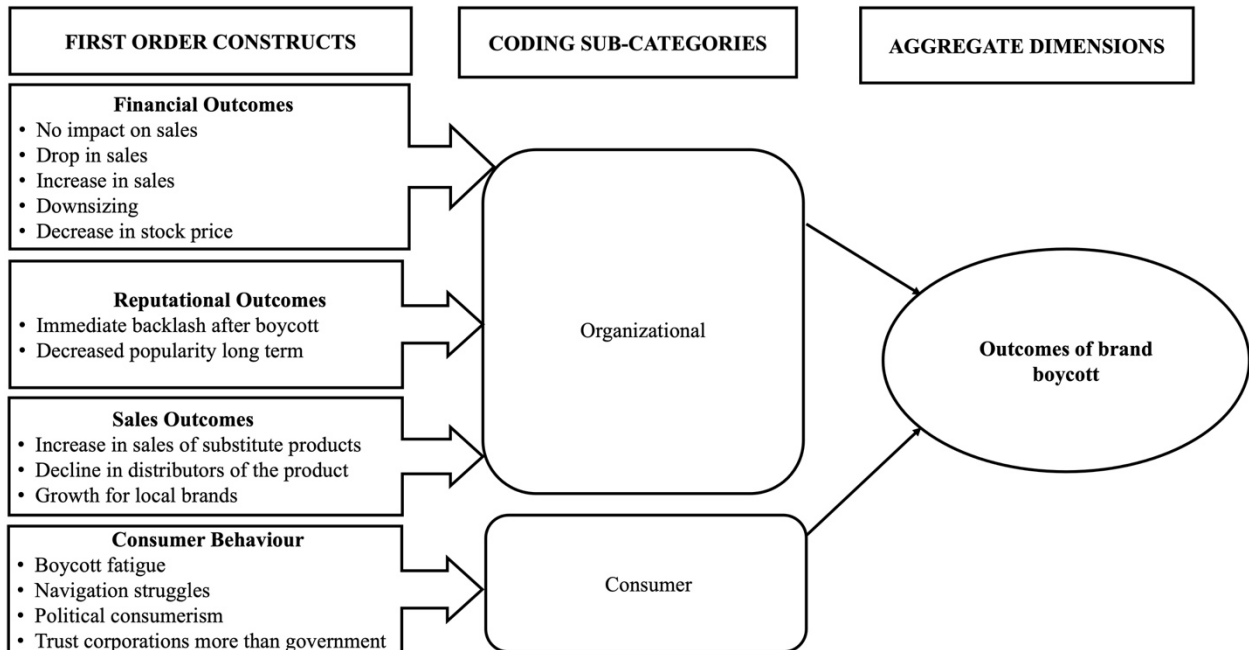 FIRST ORDER CONSTRUCTS
CODING SUB-CATEGORIES
AGGREGATE DIMENSIONS
Financial Outcomes
• No impact on sales
• Drop in sales
• Increase in sales
• Downsizing
• Decrease in stock price
Reputational Outcomes
• Immediate backlash after boycott
• Decreased popularity long term
Sales Outcomes
• Increase in sales of substitute products
• Decline in distributors of the product
• Growth for local brands
Consumer Behaviour
• Boycott fatigue
• Navigation struggles
• Political consumerism
• Trust corporations more than government
Organizational
Consumer
Outcomes of brand
boycott